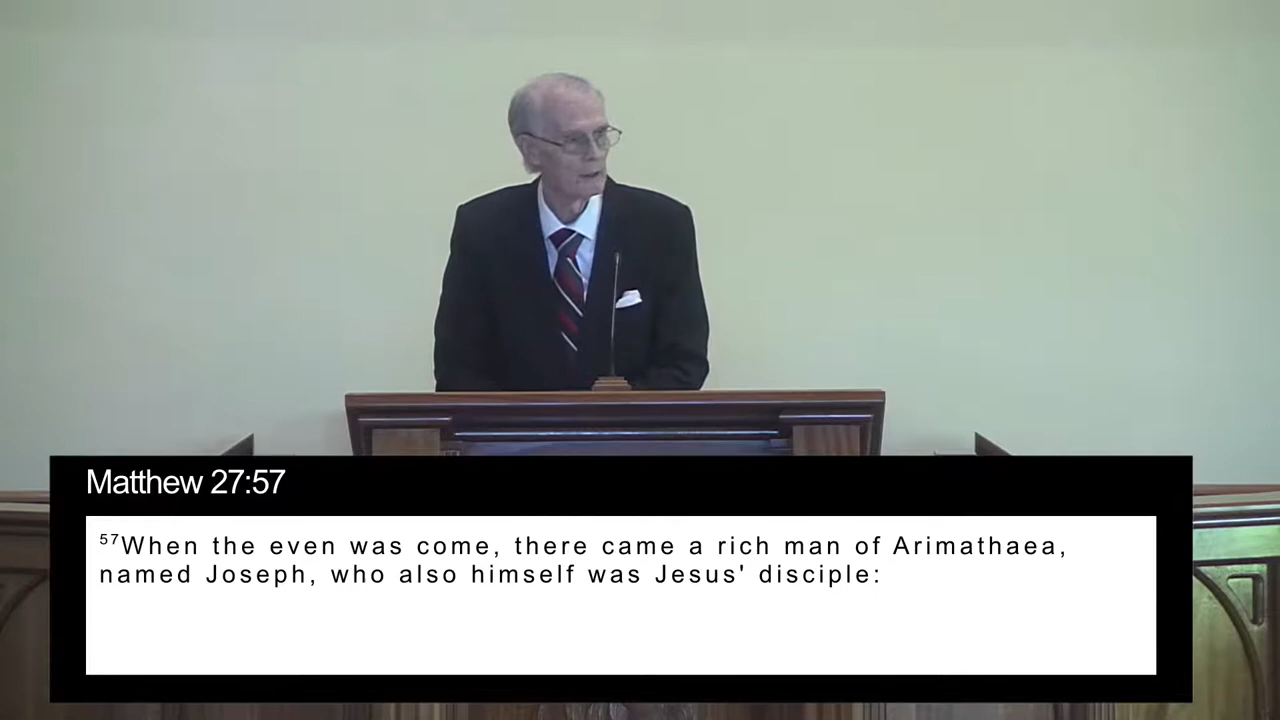 Matthew 27:57
⁵⁷When the even was come, there came a rich man of Arimathaea,
named Joseph, who also himself was Jesus' disciple: